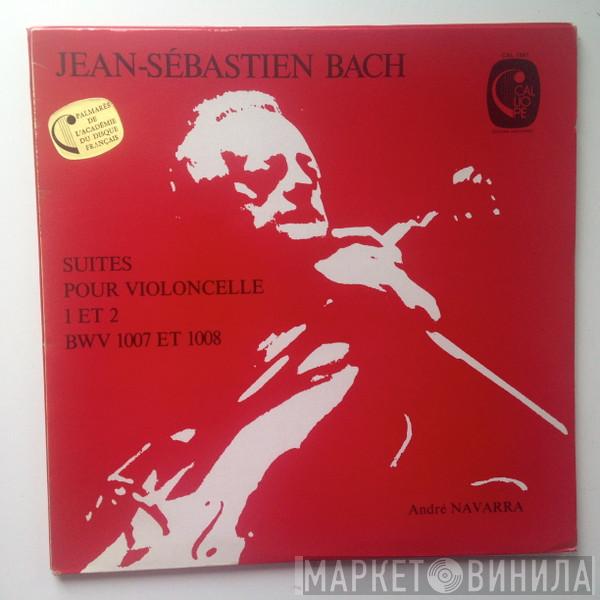 JEAN-SÉBASTIEN BACH
PALMARÈS
DE
L'ACADÉMIE
DU DISQUE
FRANÇAIS
CAL
LIO
PE
SUITES
POUR VIOLONCELLE
1 ET 2
BWV 1007 ET 1008
André NAVARRA
МАРКЕТ ВИНИЛА